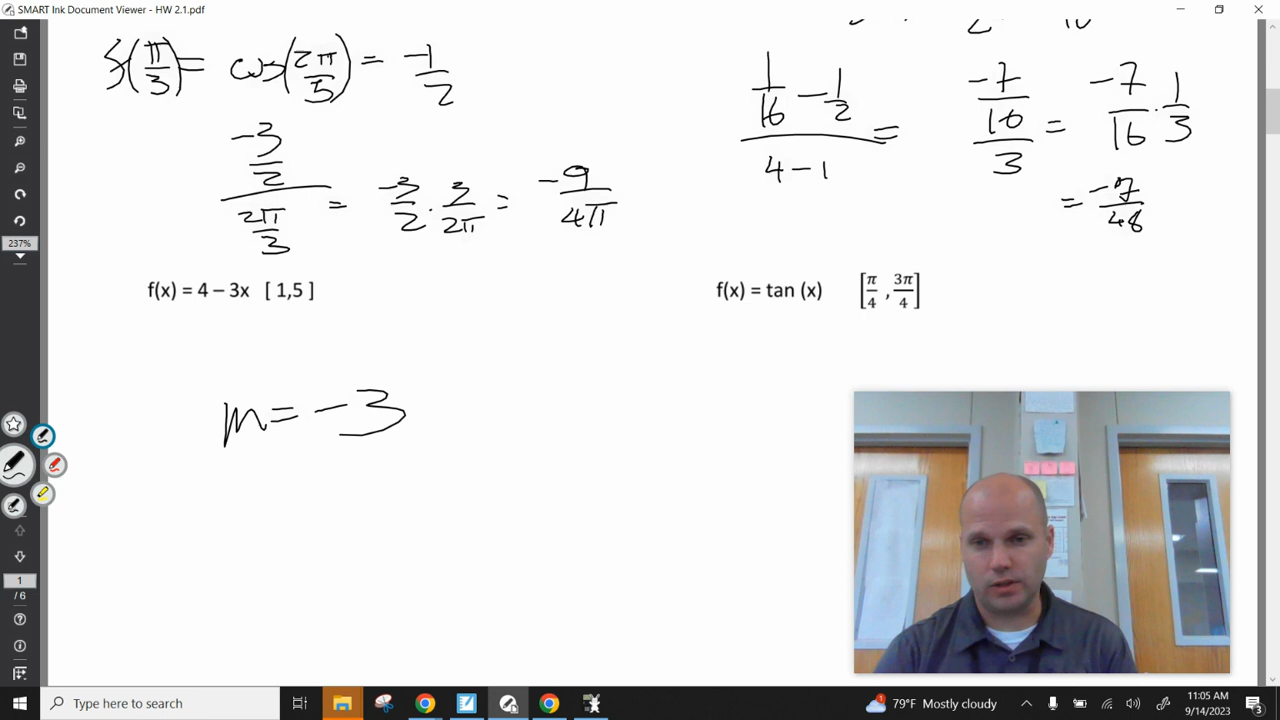 SMART Ink Document Viewer - HW 2.1.pdf
f(π/3) = cos(2π/3) = -1/2
(-3/2)/(2π/3) = -3/2 · 3/2π = -9/4π
(1/16 - 1/2)/(4-1) = (-7/16)/3 = -7/16 · 1/3
= -7/48
237%
f(x) = 4 – 3x [ 1,5 ]
f(x) = tan (x) [π/4 , 3π/4]
m = -3
1
/ 6
Type here to search
79°F Mostly cloudy
11:05 AM
9/14/2023
3